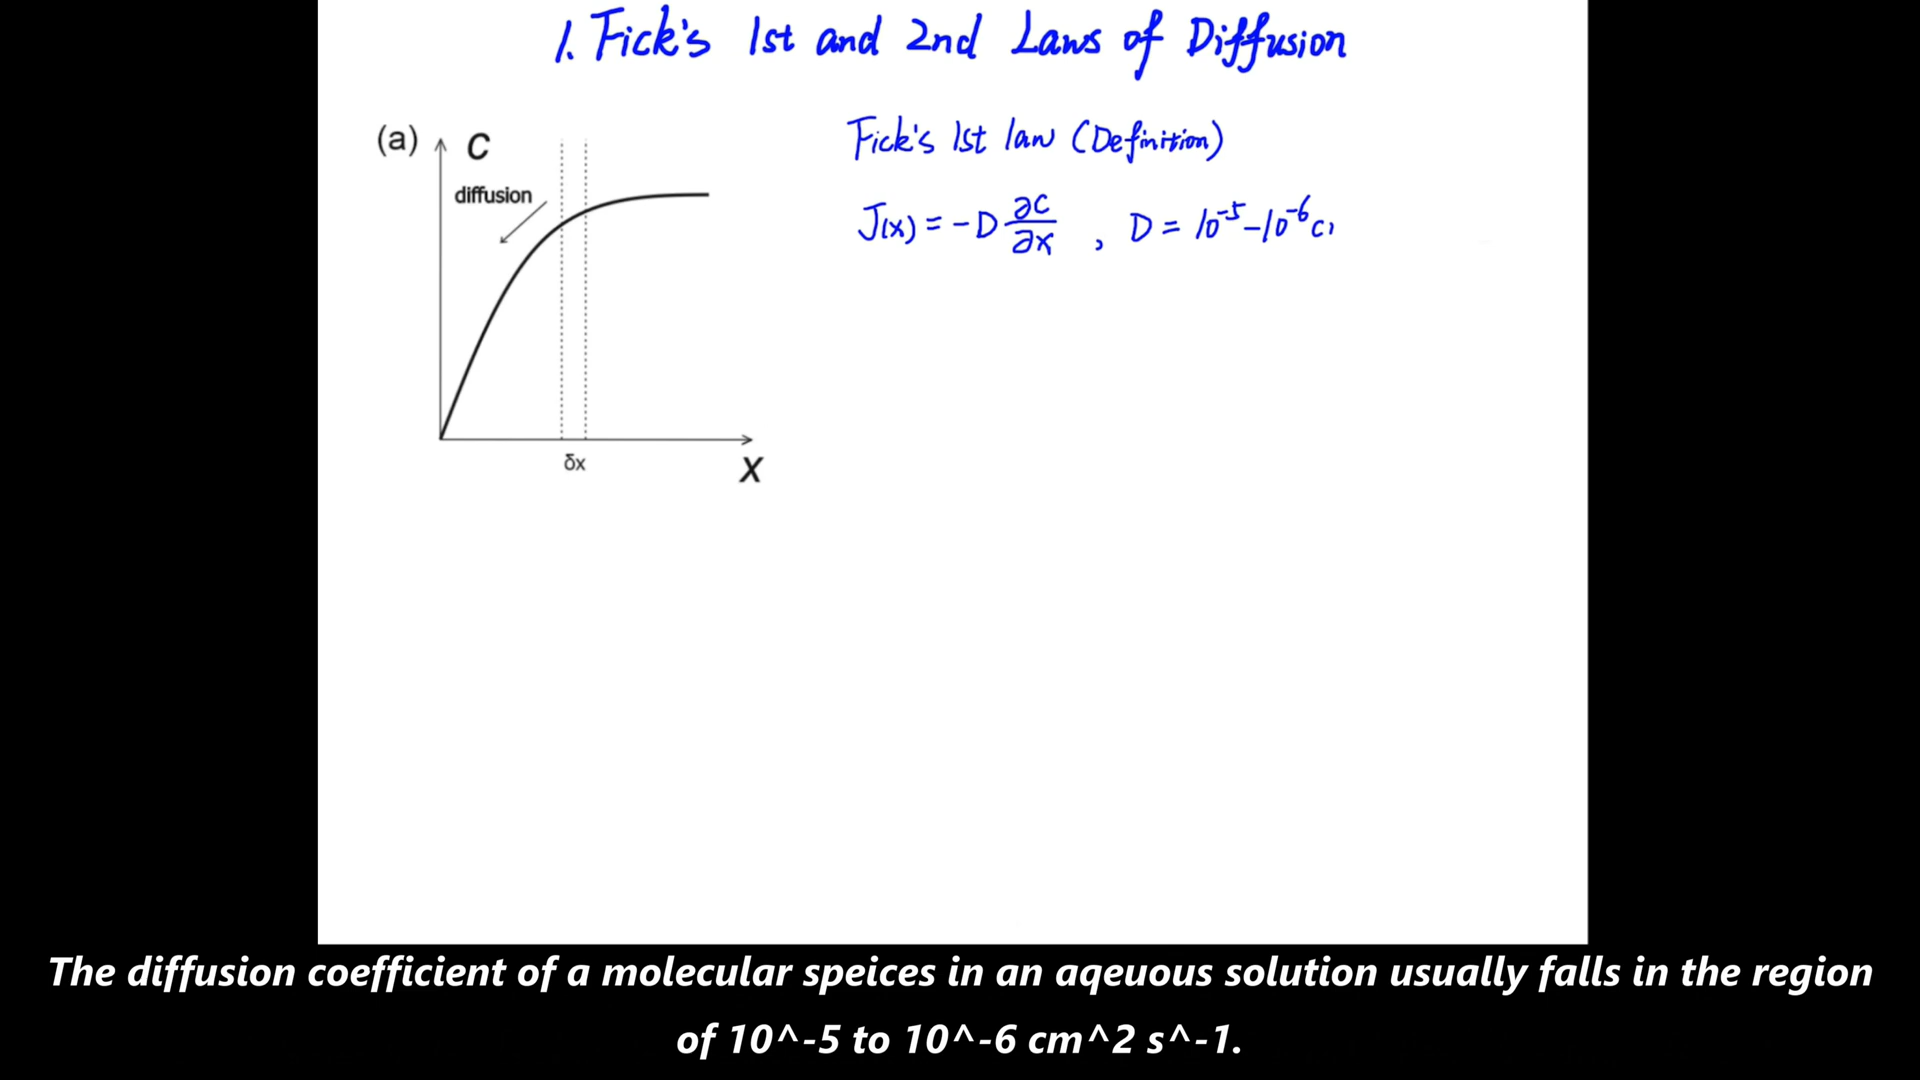 1. Fick's 1st and 2nd Laws of Diffusion
(a)
C
diffusion
δx
x
Fick's 1st law (Definition)
J(x) = -D ∂C/∂x , D = 10^-5 - 10^-6 c
The diffusion coefficient of a molecular speices in an aqeuous solution usually falls in the region
of 10^-5 to 10^-6 cm^2 s^-1.